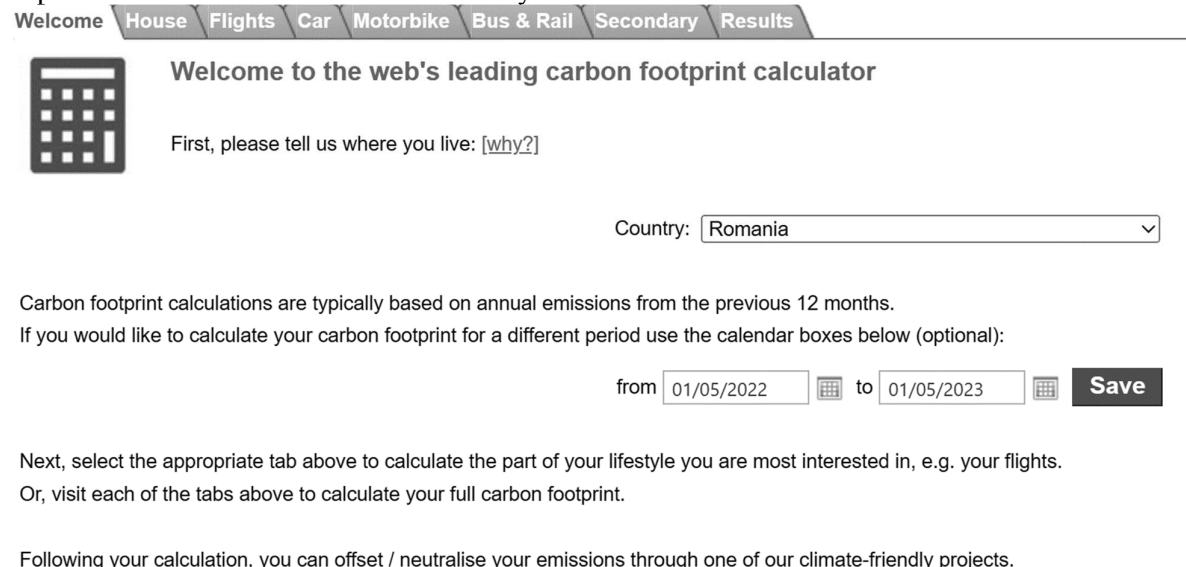 Welcome House Flights Car Motorbike Bus & Rail Secondary Results
Welcome to the web's leading carbon footprint calculator
First, please tell us where you live: [why?]
Country: Romania
Carbon footprint calculations are typically based on annual emissions from the previous 12 months.
If you would like to calculate your carbon footprint for a different period use the calendar boxes below (optional):
from 01/05/2022 to 01/05/2023 Save
Next, select the appropriate tab above to calculate the part of your lifestyle you are most interested in, e.g. your flights.
Or, visit each of the tabs above to calculate your full carbon footprint.
Following your calculation, you can offset / neutralise your emissions through one of our climate-friendly projects.